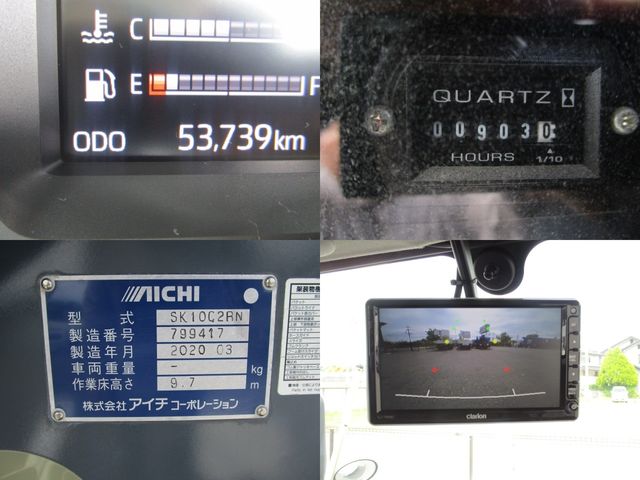 C
E F
ODO 53,739km
QUARTZ
009030
HOURS 1/10
AICHI
型 式 SK10C2RN
製造番号 799417
製造年月 2020 03
車両重量 - kg
作業床高さ 9.7 m
株式会社アイチコーポレーション
Clarion